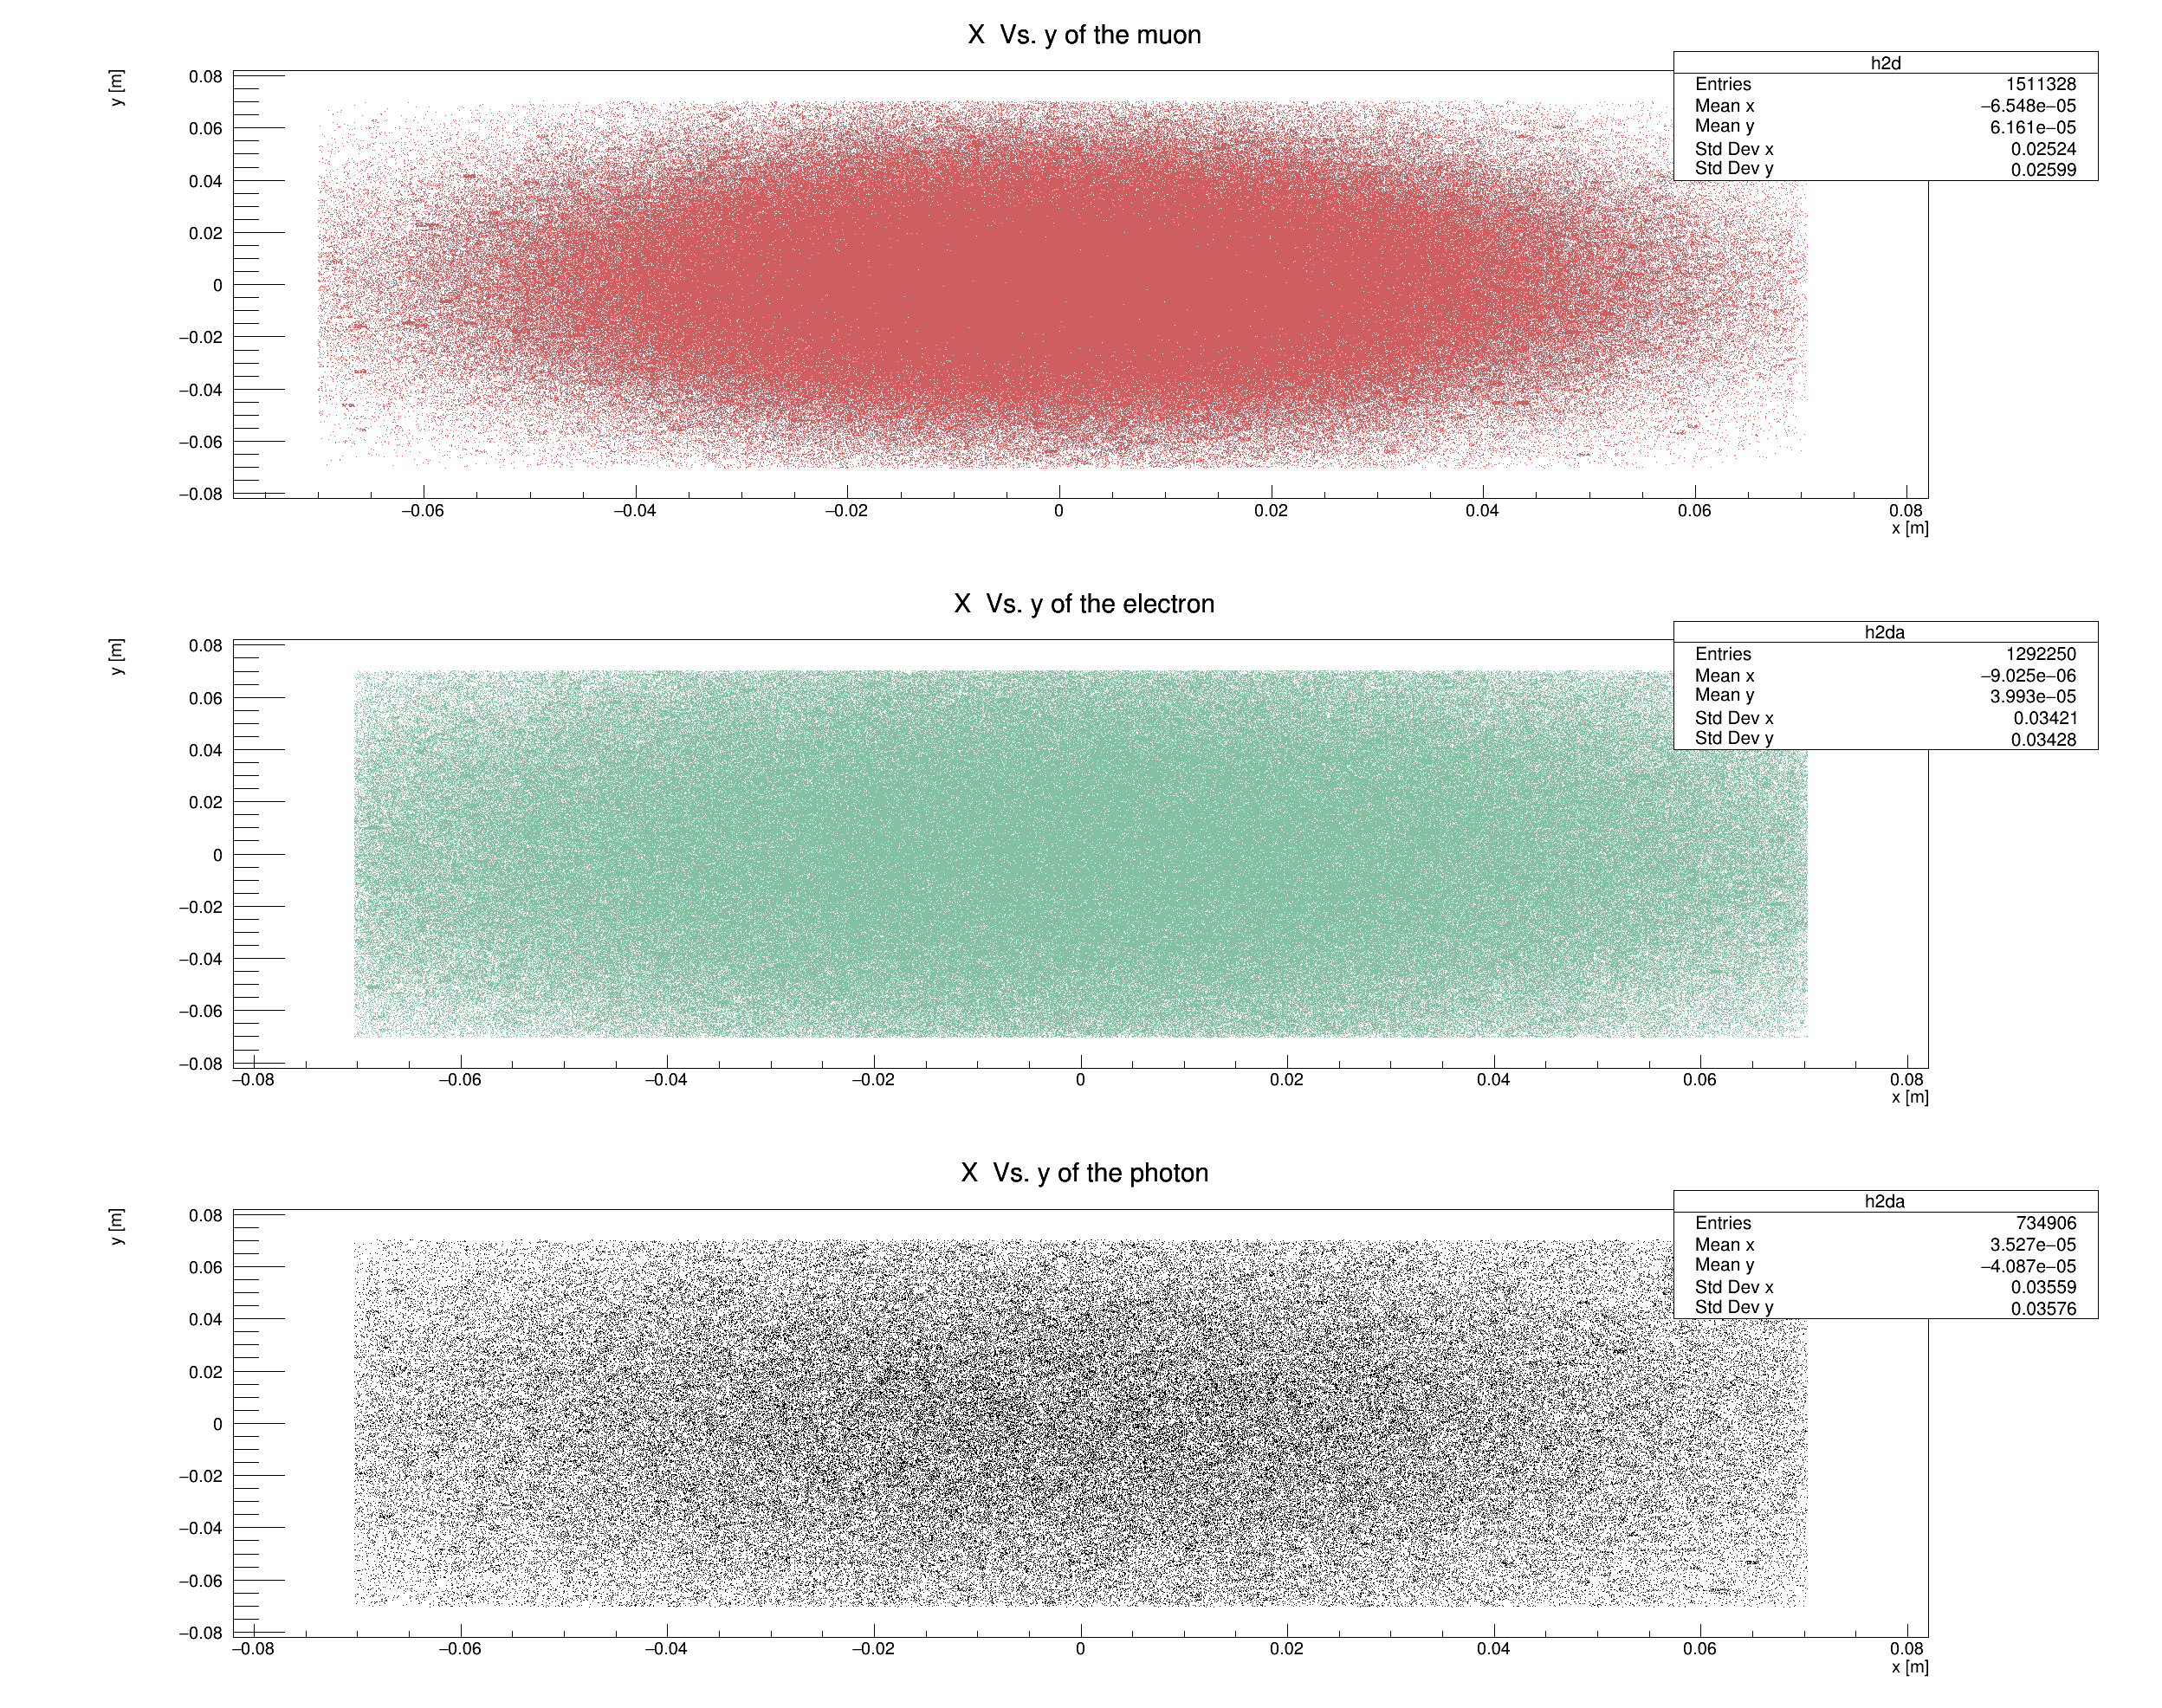 X Vs. y of the muon
y [m]
h2d
Entries 1511328
Mean x −6.548e−05
Mean y 6.161e−05
Std Dev x 0.02524
Std Dev y 0.02599
0.08
0.06
0.04
0.02
0
−0.02
−0.04
−0.06
−0.08
−0.06 −0.04 −0.02 0 0.02 0.04 0.06 0.08
x [m]
X Vs. y of the electron
y [m]
h2da
Entries 1292250
Mean x −9.025e−06
Mean y 3.993e−05
Std Dev x 0.03421
Std Dev y 0.03428
0.08
0.06
0.04
0.02
0
−0.02
−0.04
−0.06
−0.08
−0.08 −0.06 −0.04 −0.02 0 0.02 0.04 0.06 0.08
x [m]
X Vs. y of the photon
y [m]
h2da
Entries 734906
Mean x 3.527e−05
Mean y −4.087e−05
Std Dev x 0.03559
Std Dev y 0.03576
0.08
0.06
0.04
0.02
0
−0.02
−0.04
−0.06
−0.08
−0.08 −0.06 −0.04 −0.02 0 0.02 0.04 0.06 0.08
x [m]